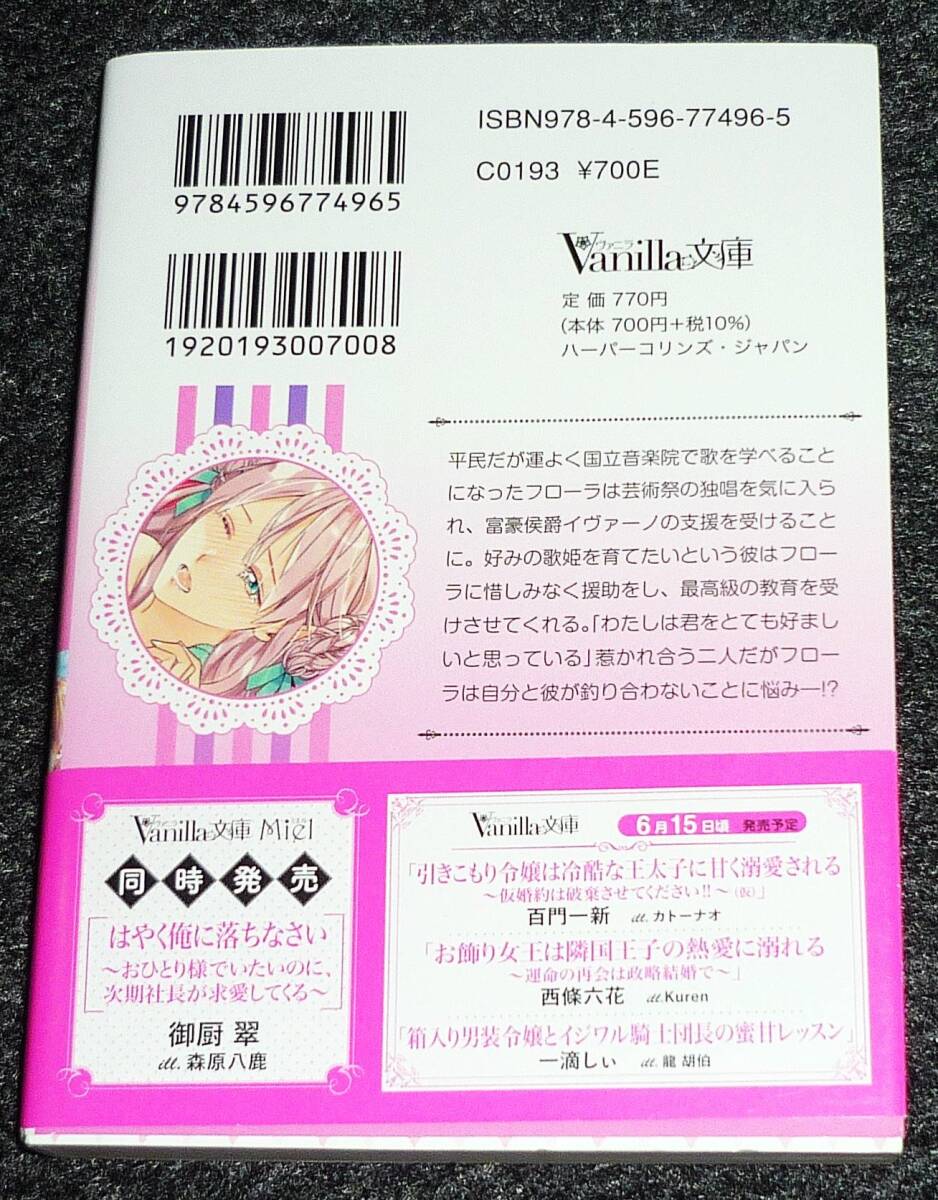 9784596774965
1920193007008
ISBN978-4-596-77496-5
C0193 ¥700E
ヴァニラ
Vanilla文庫
定価 770円
(本体 700円+税10%)
ハーパーコリンズ・ジャパン
平民だが運よく国立音楽院で歌を学べること
になったフローラは芸術祭の独唱を気に入ら
れ、富豪侯爵イヴァーノの支援を受けること
に。好みの歌姫を育てたいという彼はフロー
ラに惜しみなく援助をし、最高級の教育を受
けさせてくれる。「わたしは君をとても好まし
いと思っている」惹かれ合う二人だがフロー
ラは自分と彼が釣り合わないことに悩み―!?
ヴァニラ
Vanilla文庫 Miel
同時発売
はやく俺に落ちなさい
～おひとり様でいたいのに、
次期社長が求愛してくる～
御厨 翠
ill. 森原八鹿
ヴァニラ
Vanilla文庫
6月15日頃 発売予定
「引きこもり令嬢は冷酷な王太子に甘く溺愛される
～仮婚約は破棄させてください!!～(仮)」
百門一新 ill. カトーナオ
「お飾り女王は隣国王子の熱愛に溺れる
～運命の再会は政略結婚で～」
西條六花 ill. Kuren
「箱入り男装令嬢とイジワル騎士団長の蜜甘レッスン」
一滴しぃ ill. 龍 胡伯